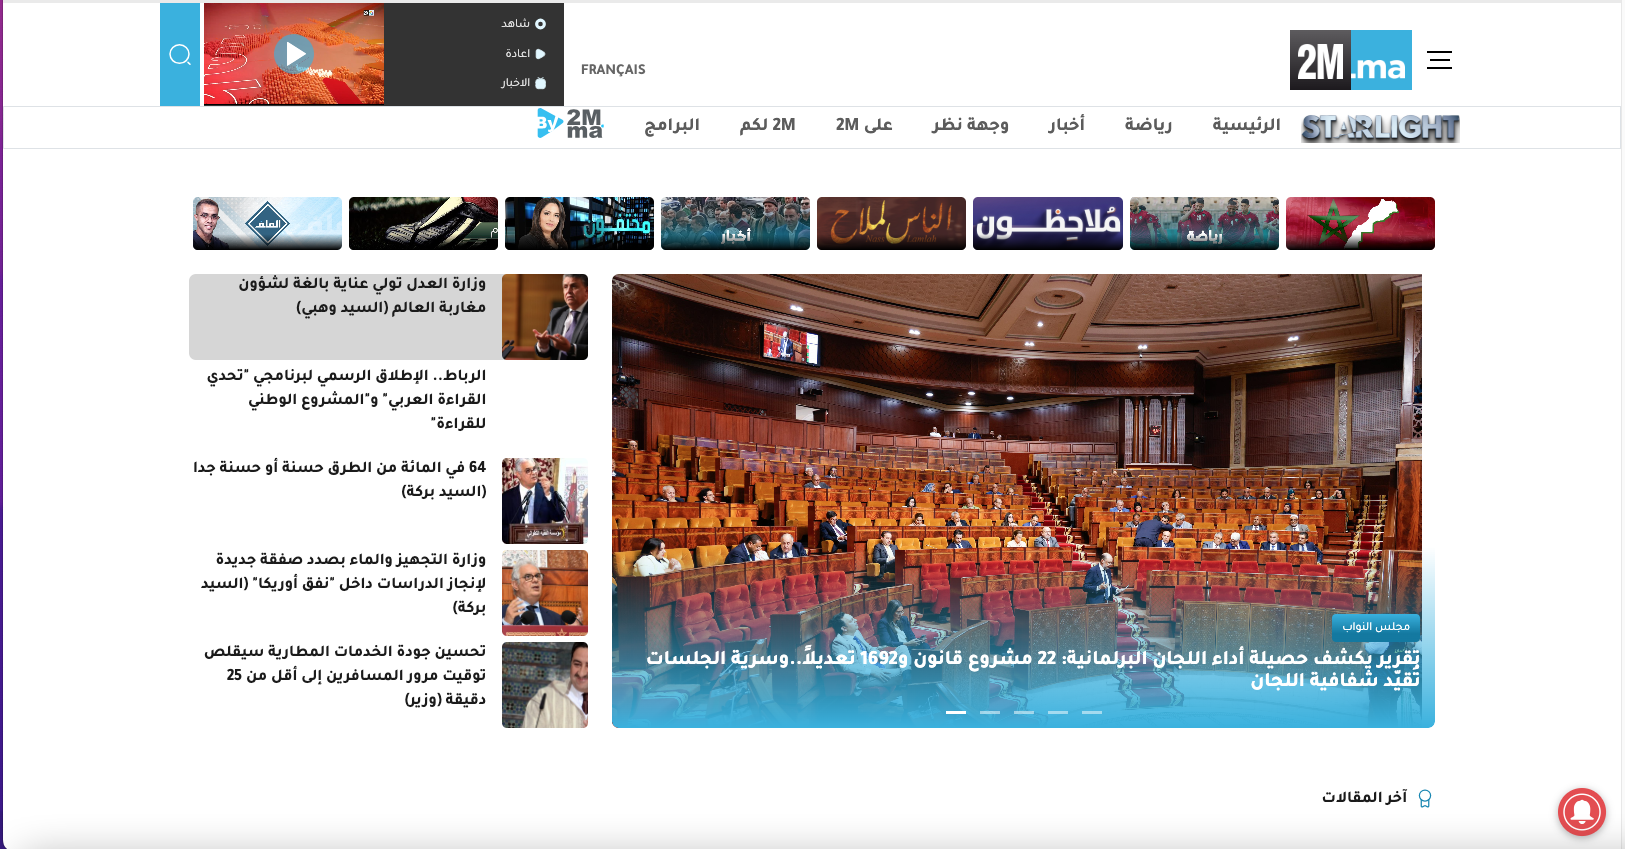 2M.ma
FRANÇAIS
شاهد
اعادة
الاخبار
STARLIGHT
الرئيسية
رياضة
أخبار
وجهة نظر
على 2M
2M لكم
البرامج
By 2M.ma
رياضة
مُلاحِظون
الناس لملاح
أخبار
مختفون
م
المعلم
مجلس النواب
تقرير يكشف حصيلة أداء اللجان البرلمانية: 22 مشروع قانون و1692 تعديلاً..وسرية الجلسات
تُقيّد شفافية اللجان
وزارة العدل تولي عناية بالغة لشؤون
مغاربة العالم (السيد وهبي)
الرباط.. الإطلاق الرسمي لبرنامجي "تحدي
القراءة العربي" و"المشروع الوطني
للقراءة"
64 في المائة من الطرق حسنة أو حسنة جدا
(السيد بركة)
وزارة التجهيز والماء بصدد صفقة جديدة
لإنجاز الدراسات داخل "نفق أوريكا" (السيد
بركة)
تحسين جودة الخدمات المطارية سيقلص
توقيت مرور المسافرين إلى أقل من 25
دقيقة (وزير)
آخر المقالات